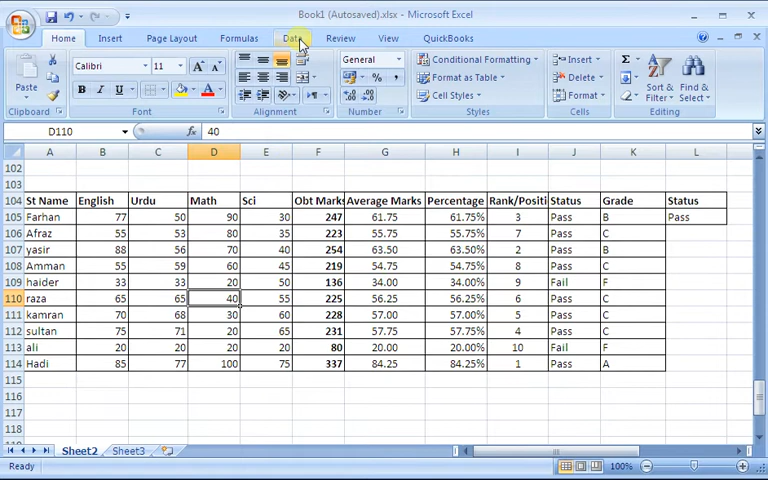 Book1 (Autosaved).xlsx - Microsoft Excel
Home Insert Page Layout Formulas Data Review View QuickBooks
Paste Calibri 11 A A General Conditional Formatting Insert Σ
B I U A % , Format as Table Delete Sort & Find &
Cell Styles Format Filter Select
Clipboard Font Alignment Number Styles Cells Editing
D110 fx 40
A B C D E F G H I J K L
102
103
104 St Name English Urdu Math Sci Obt Marks Average Marks Percentage Rank/Positi Status Grade Status
105 Farhan 77 50 90 30 247 61.75 61.75% 3 Pass B Pass
106 Afraz 55 53 80 35 223 55.75 55.75% 7 Pass C
107 yasir 88 56 70 40 254 63.50 63.50% 2 Pass B
108 Amman 55 59 60 45 219 54.75 54.75% 8 Pass C
109 haider 33 33 20 50 136 34.00 34.00% 9 Fail F
110 raza 65 65 40 55 225 56.25 56.25% 6 Pass C
111 kamran 70 68 30 60 228 57.00 57.00% 5 Pass C
112 sultan 75 71 20 65 231 57.75 57.75% 4 Pass C
113 ali 20 20 20 20 80 20.00 20.00% 10 Fail F
114 Hadi 85 77 100 75 337 84.25 84.25% 1 Pass A
115
116
117
118
Sheet2 Sheet3
Ready 100%